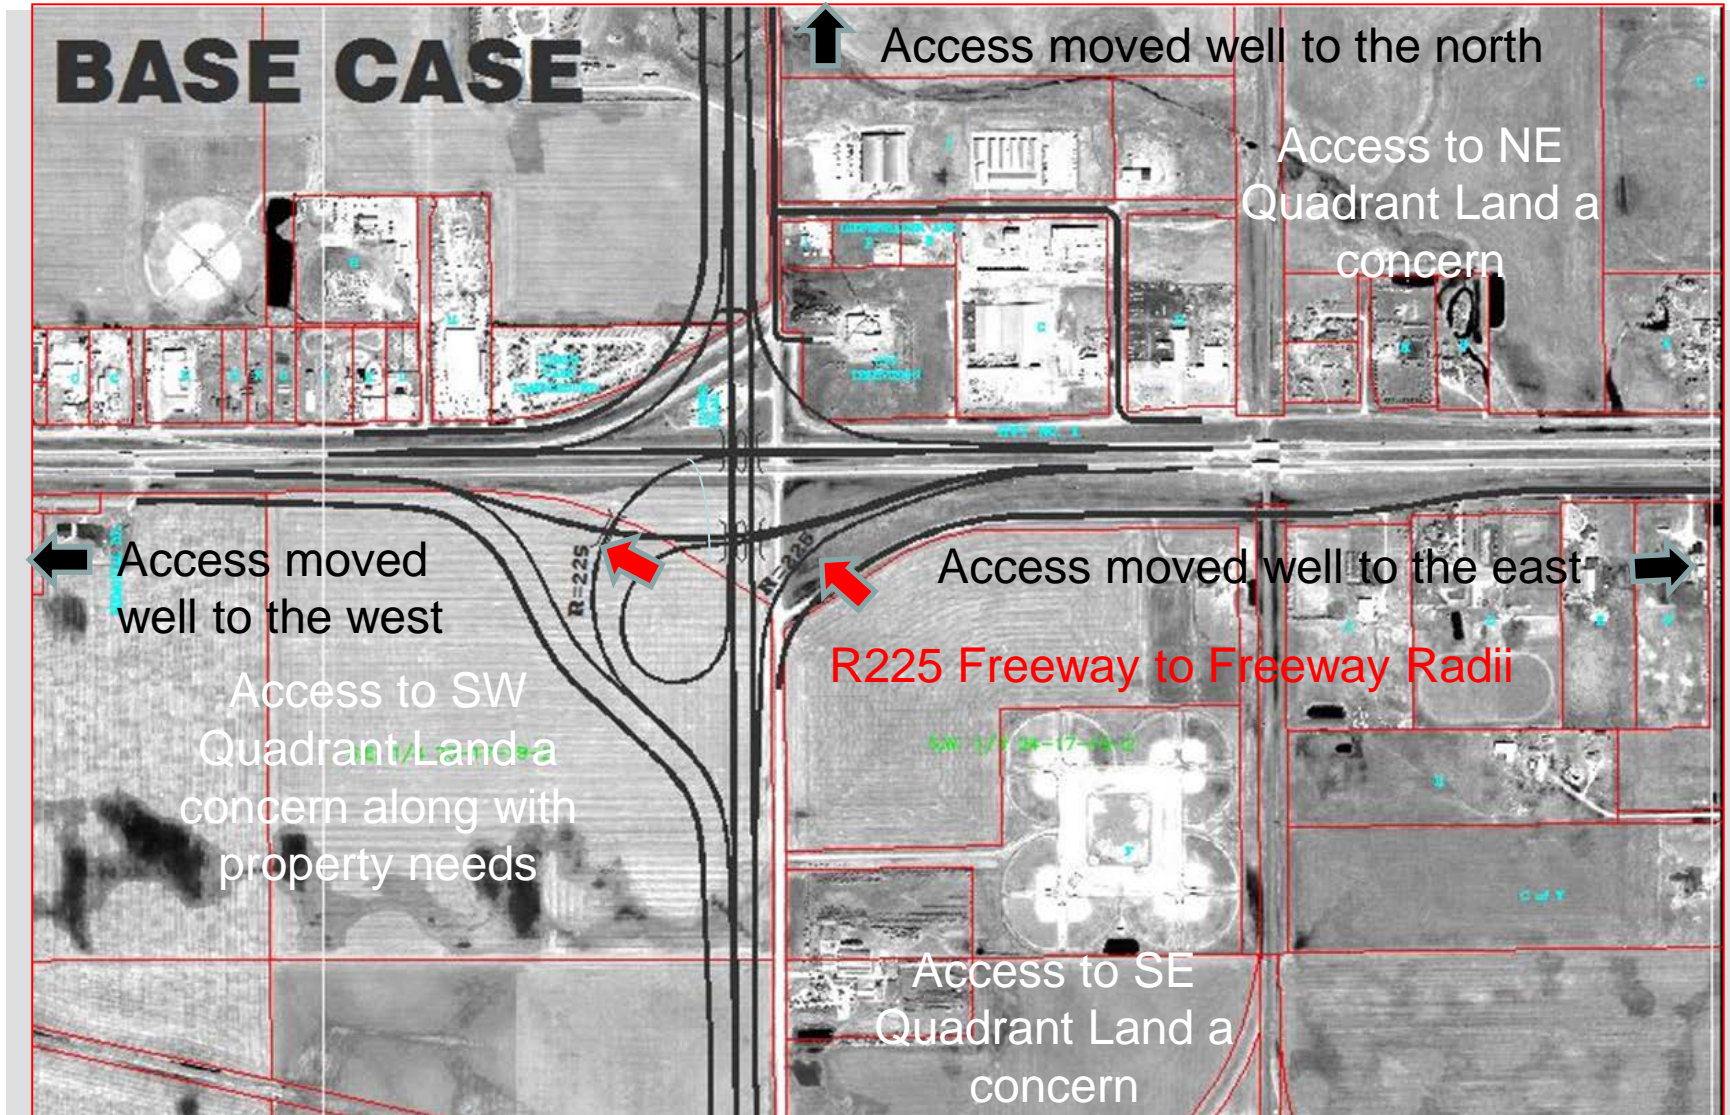 BASE CASE
Access moved well to the north
Access to NE
Quadrant Land a
concern
R=225
R=225
Access moved
well to the west
Access moved well to the east
R225 Freeway to Freeway Radii
Access to SW
Quadrant Land a
concern along with
property needs
C of Y
Access to SE
Quadrant Land a
concern